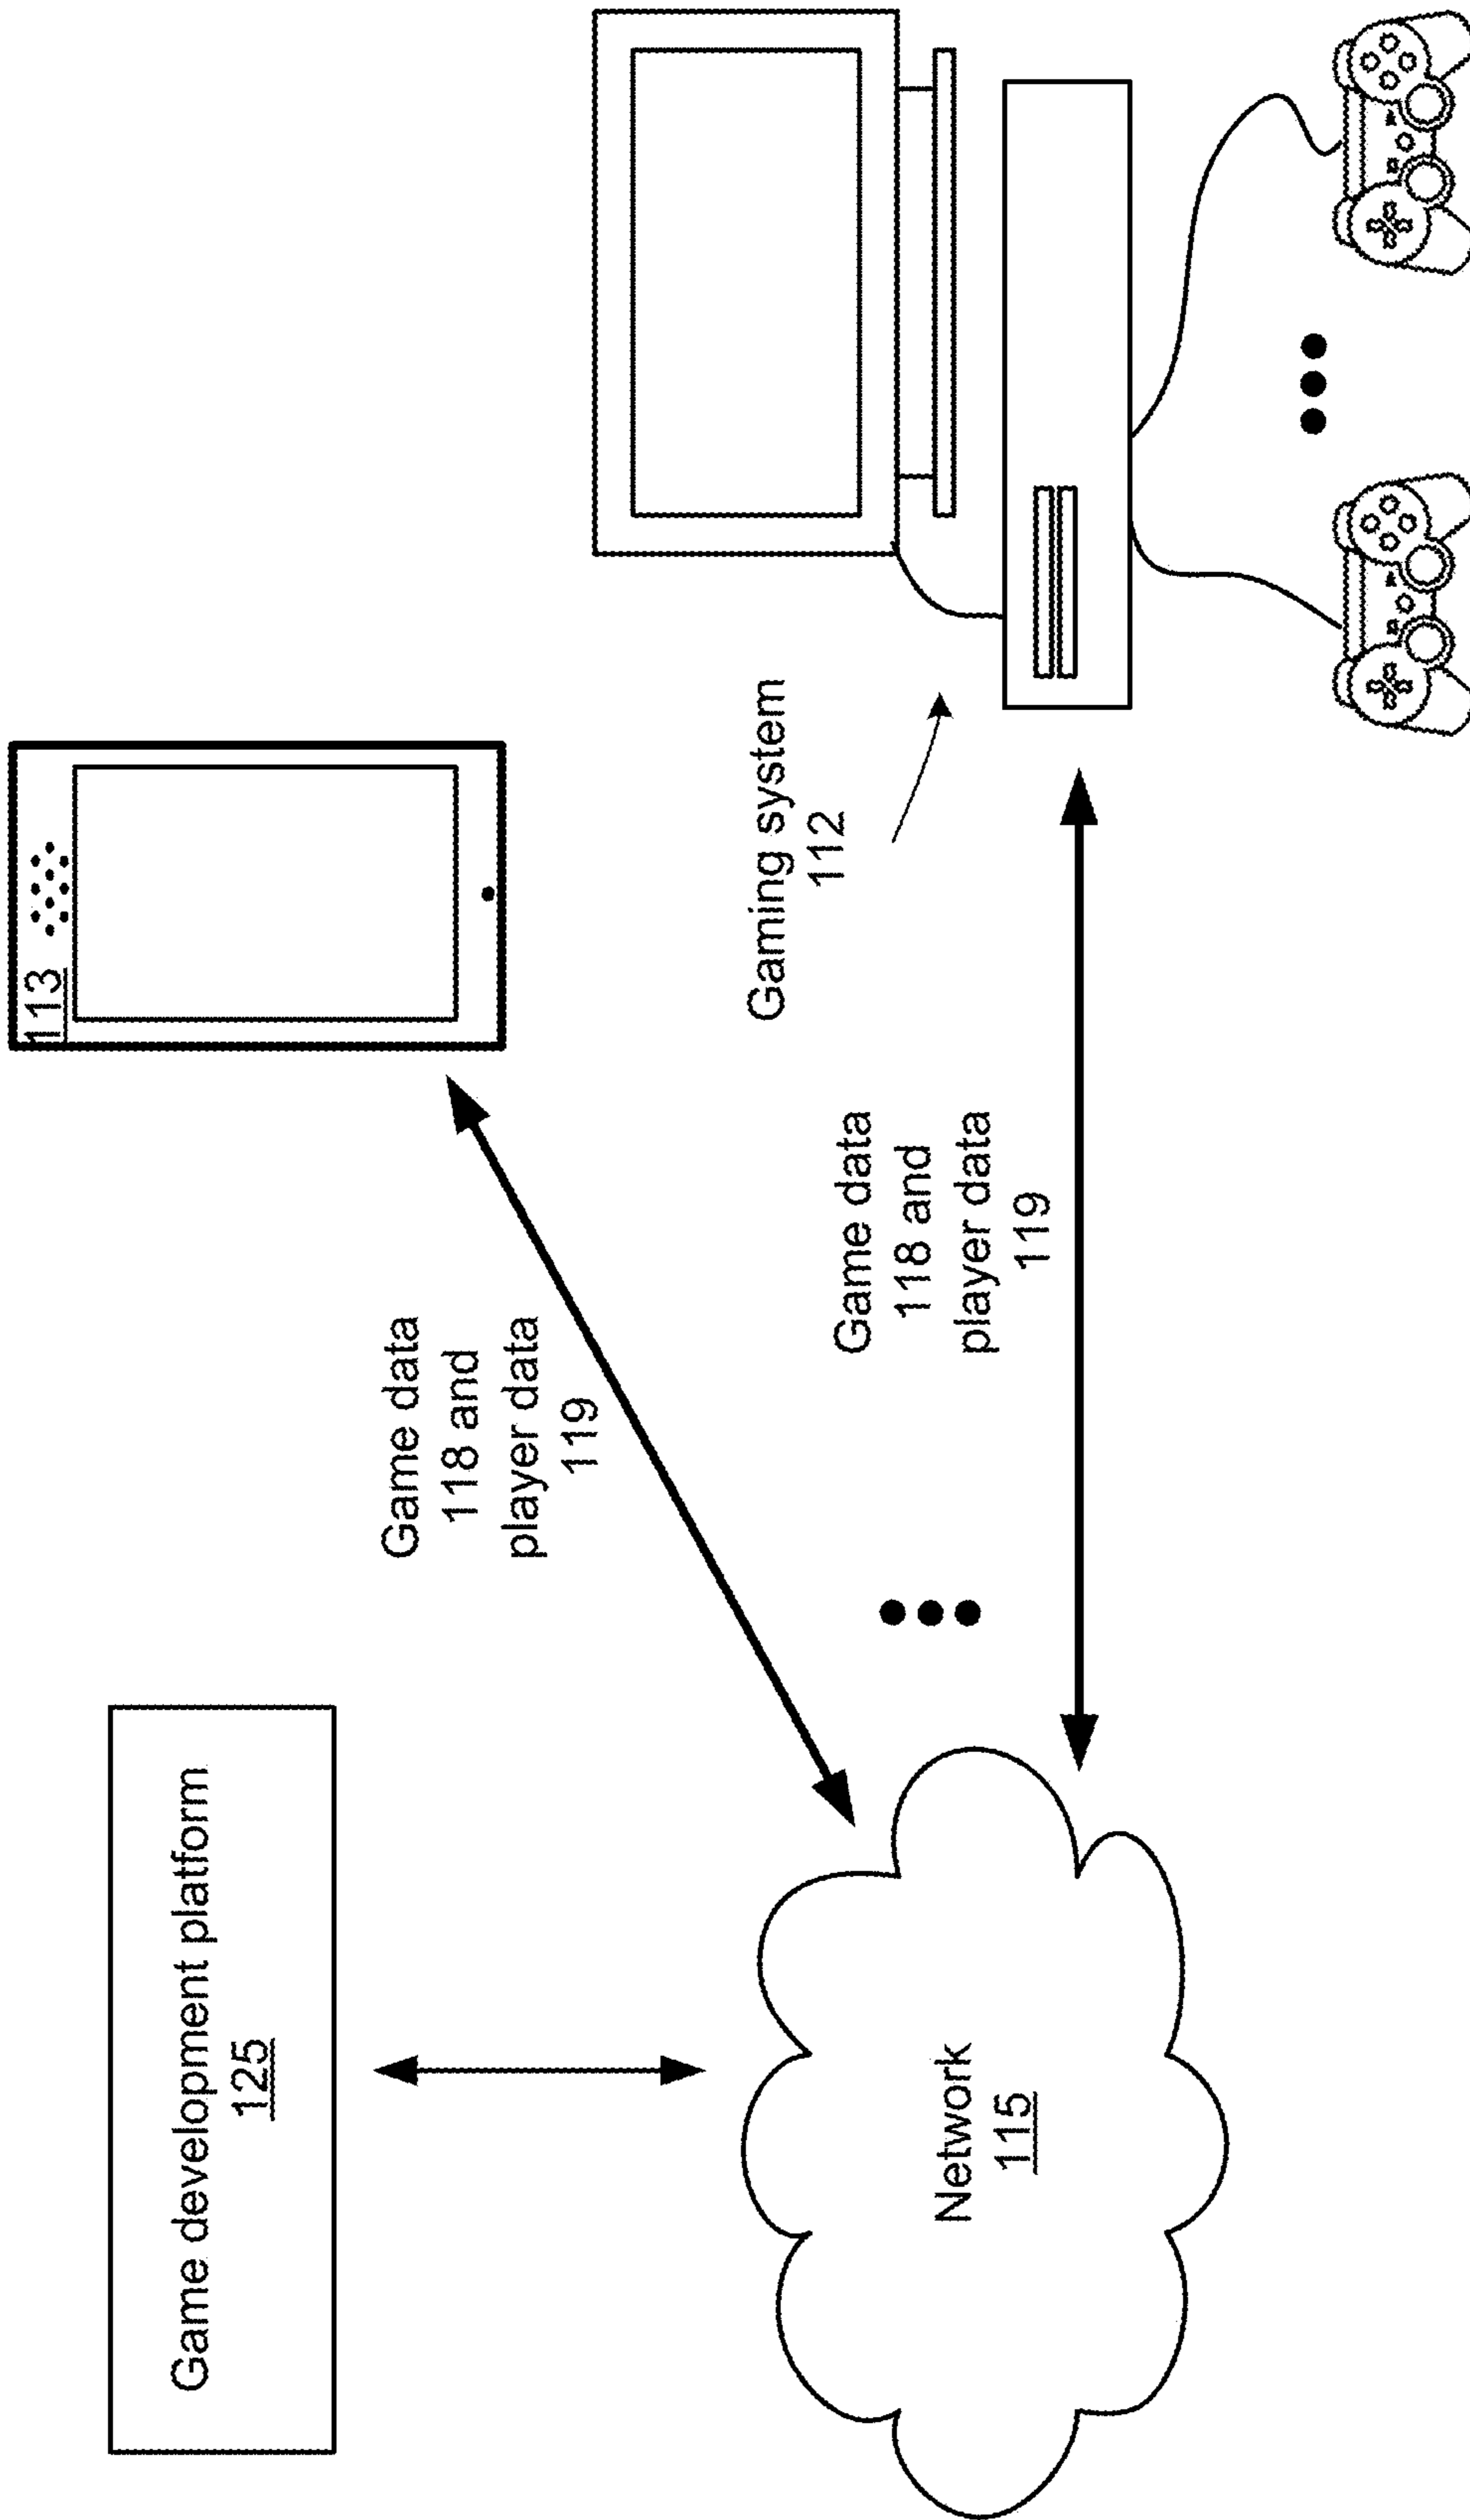 Game development platform
125
113
Game data
118 and
player data
119
Gaming system
112
Game data
118 and
player data
119
Network
115